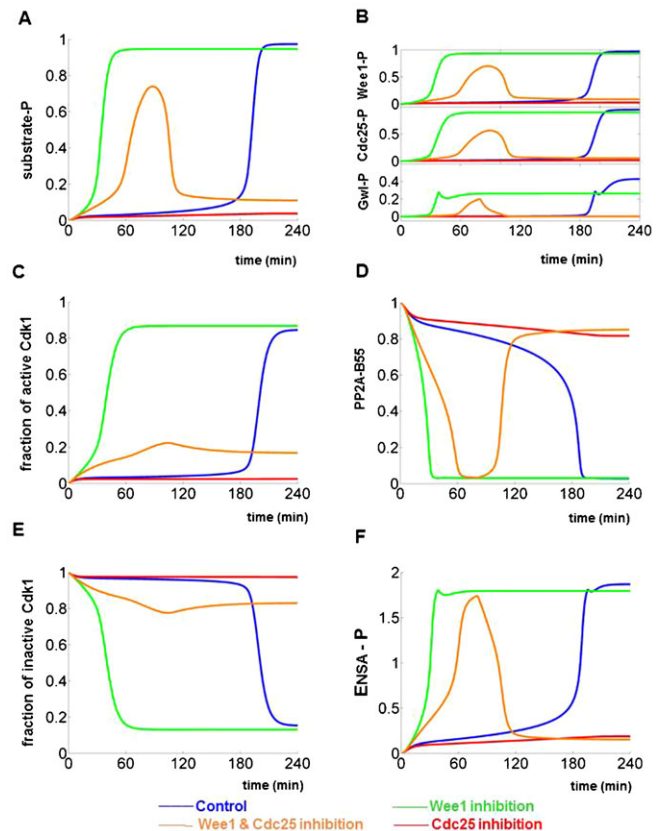 A
substrate-P
1
0.8
0.6
0.4
0.2
0
0 60 120 180 240
time (min)
B
Wee1-P
1
0.5
0
Cdc25-P
1
0.5
0
Gwl-P
0.4
0.2
0
0 60 120 180 240
time (min)
C
fraction of active Cdk1
1
0.8
0.6
0.4
0.2
0
0 60 120 180 240
time (min)
D
PP2A-B55
1
0.8
0.6
0.4
0.2
0
0 60 120 180 240
time (min)
E
fraction of inactive Cdk1
1
0.8
0.6
0.4
0.2
0
0 60 120 180 240
time (min)
F
ENSA - P
2
1.5
1
0.5
0
0 60 120 180 240
time (min)
Control
Wee1 inhibition
Wee1 & Cdc25 inhibition
Cdc25 inhibition